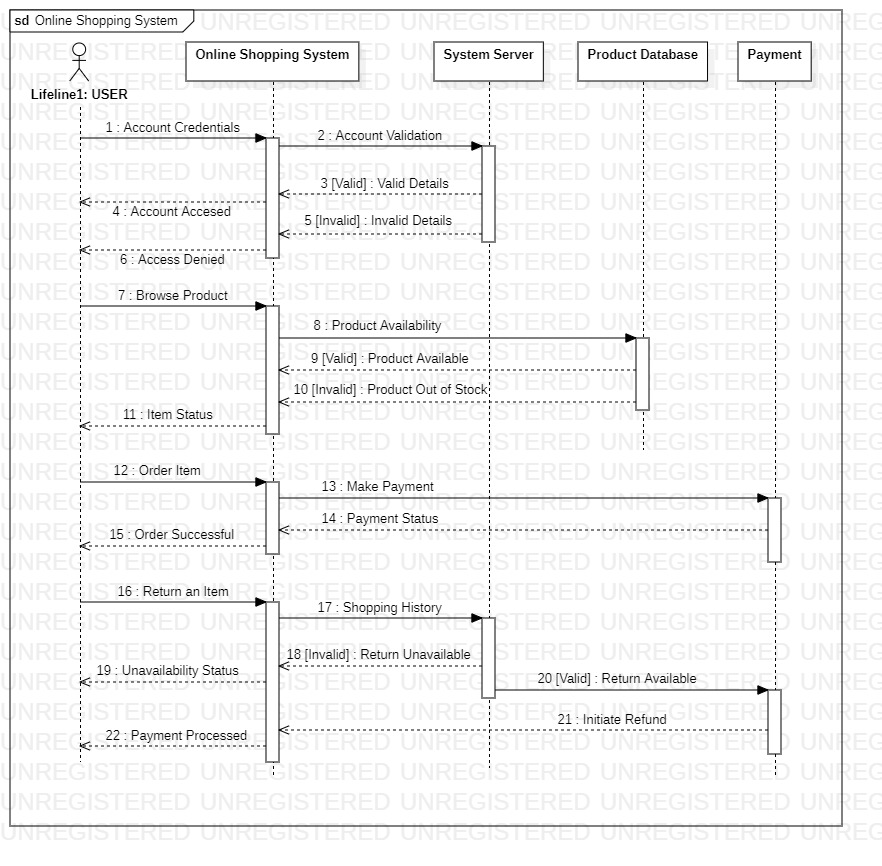 sd Online Shopping System
Lifeline1: USER
Online Shopping System
System Server
Product Database
Payment
1 : Account Credentials
2 : Account Validation
3 [Valid] : Valid Details
4 : Account Accesed
5 [Invalid] : Invalid Details
6 : Access Denied
7 : Browse Product
8 : Product Availability
9 [Valid] : Product Available
10 [Invalid] : Product Out of Stock
11 : Item Status
12 : Order Item
13 : Make Payment
14 : Payment Status
15 : Order Successful
16 : Return an Item
17 : Shopping History
18 [Invalid] : Return Unavailable
19 : Unavailability Status
20 [Valid] : Return Available
21 : Initiate Refund
22 : Payment Processed
UNREGISTERED